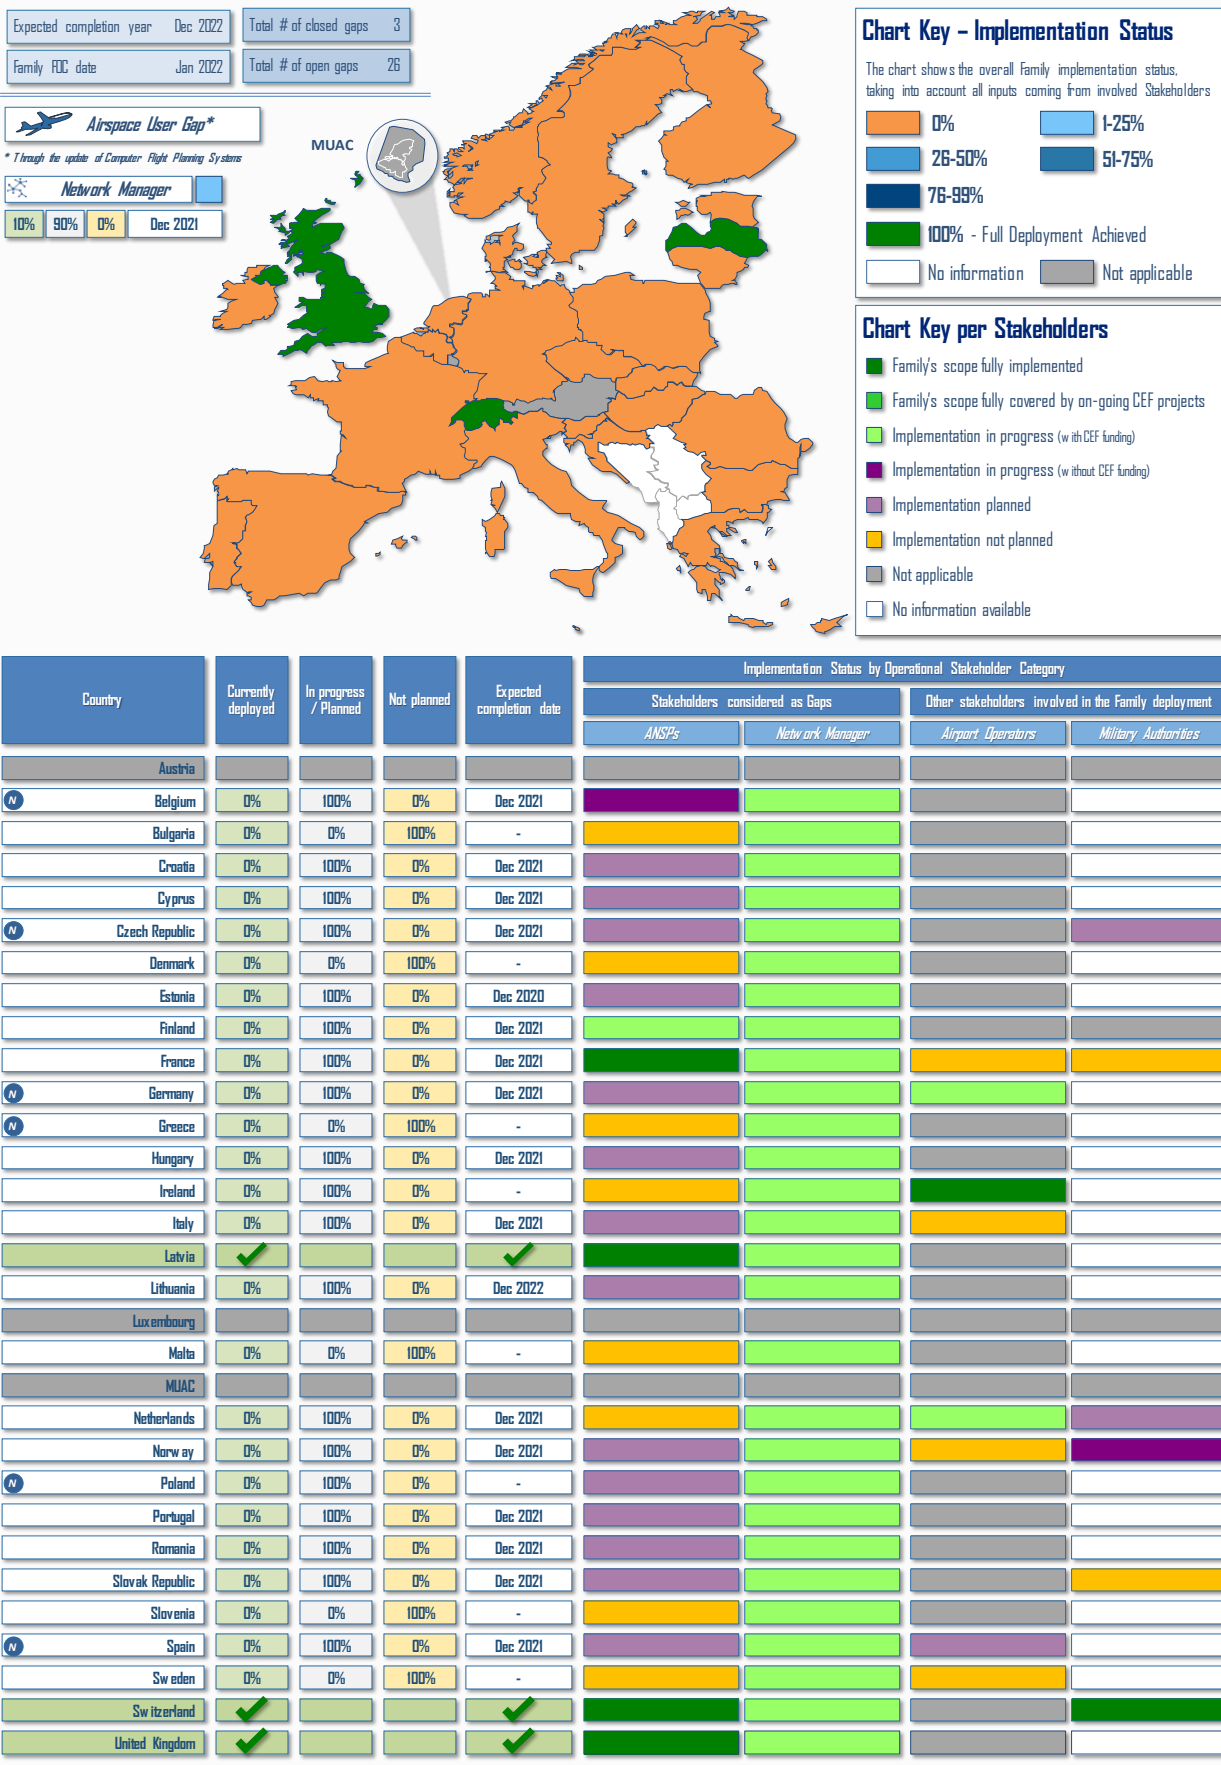 Expected completion year Dec 2022
Total # of closed gaps 3
Family FOC date Jan 2022
Total # of open gaps 26
Airspace User Gap*
* Through the update of Computer Flight Planning Systems
Network Manager
10% 90% 0% Dec 2021
MUAC
Chart Key – Implementation Status
The chart shows the overall Family implementation status,
taking into account all inputs coming from involved Stakeholders
0% 1-25%
26-50% 51-75%
76-99%
100% - Full Deployment Achieved
No information Not applicable
Chart Key per Stakeholders
Family's scope fully implemented
Family's scope fully covered by on-going CEF projects
Implementation in progress (with CEF funding)
Implementation in progress (without CEF funding)
Implementation planned
Implementation not planned
Not applicable
No information available
Country
Currently
deployed
In progress
/ Planned
Not planned
Expected
completion date
Implementation Status by Operational Stakeholder Category
Stakeholders considered as Gaps
Other stakeholders involved in the Family deployment
ANSPs Network Manager Airport Operators Military Authorities
Austria
N Belgium 0% 100% 0% Dec 2021
Bulgaria 0% 0% 100% -
Croatia 0% 100% 0% Dec 2021
Cyprus 0% 100% 0% Dec 2021
N Czech Republic 0% 100% 0% Dec 2021
Denmark 0% 0% 100% -
Estonia 0% 100% 0% Dec 2020
Finland 0% 100% 0% Dec 2021
France 0% 100% 0% Dec 2021
N Germany 0% 100% 0% Dec 2021
N Greece 0% 0% 100% -
Hungary 0% 100% 0% Dec 2021
Ireland 0% 100% 0% -
Italy 0% 100% 0% Dec 2021
Latvia
Lithuania 0% 100% 0% Dec 2022
Luxembourg
Malta 0% 0% 100% -
MUAC
Netherlands 0% 100% 0% Dec 2021
Norway 0% 100% 0% Dec 2021
N Poland 0% 100% 0% -
Portugal 0% 100% 0% Dec 2021
Romania 0% 100% 0% Dec 2021
Slovak Republic 0% 100% 0% Dec 2021
Slovenia 0% 0% 100% -
N Spain 0% 100% 0% Dec 2021
Sweden 0% 0% 100% -
Switzerland
United Kingdom